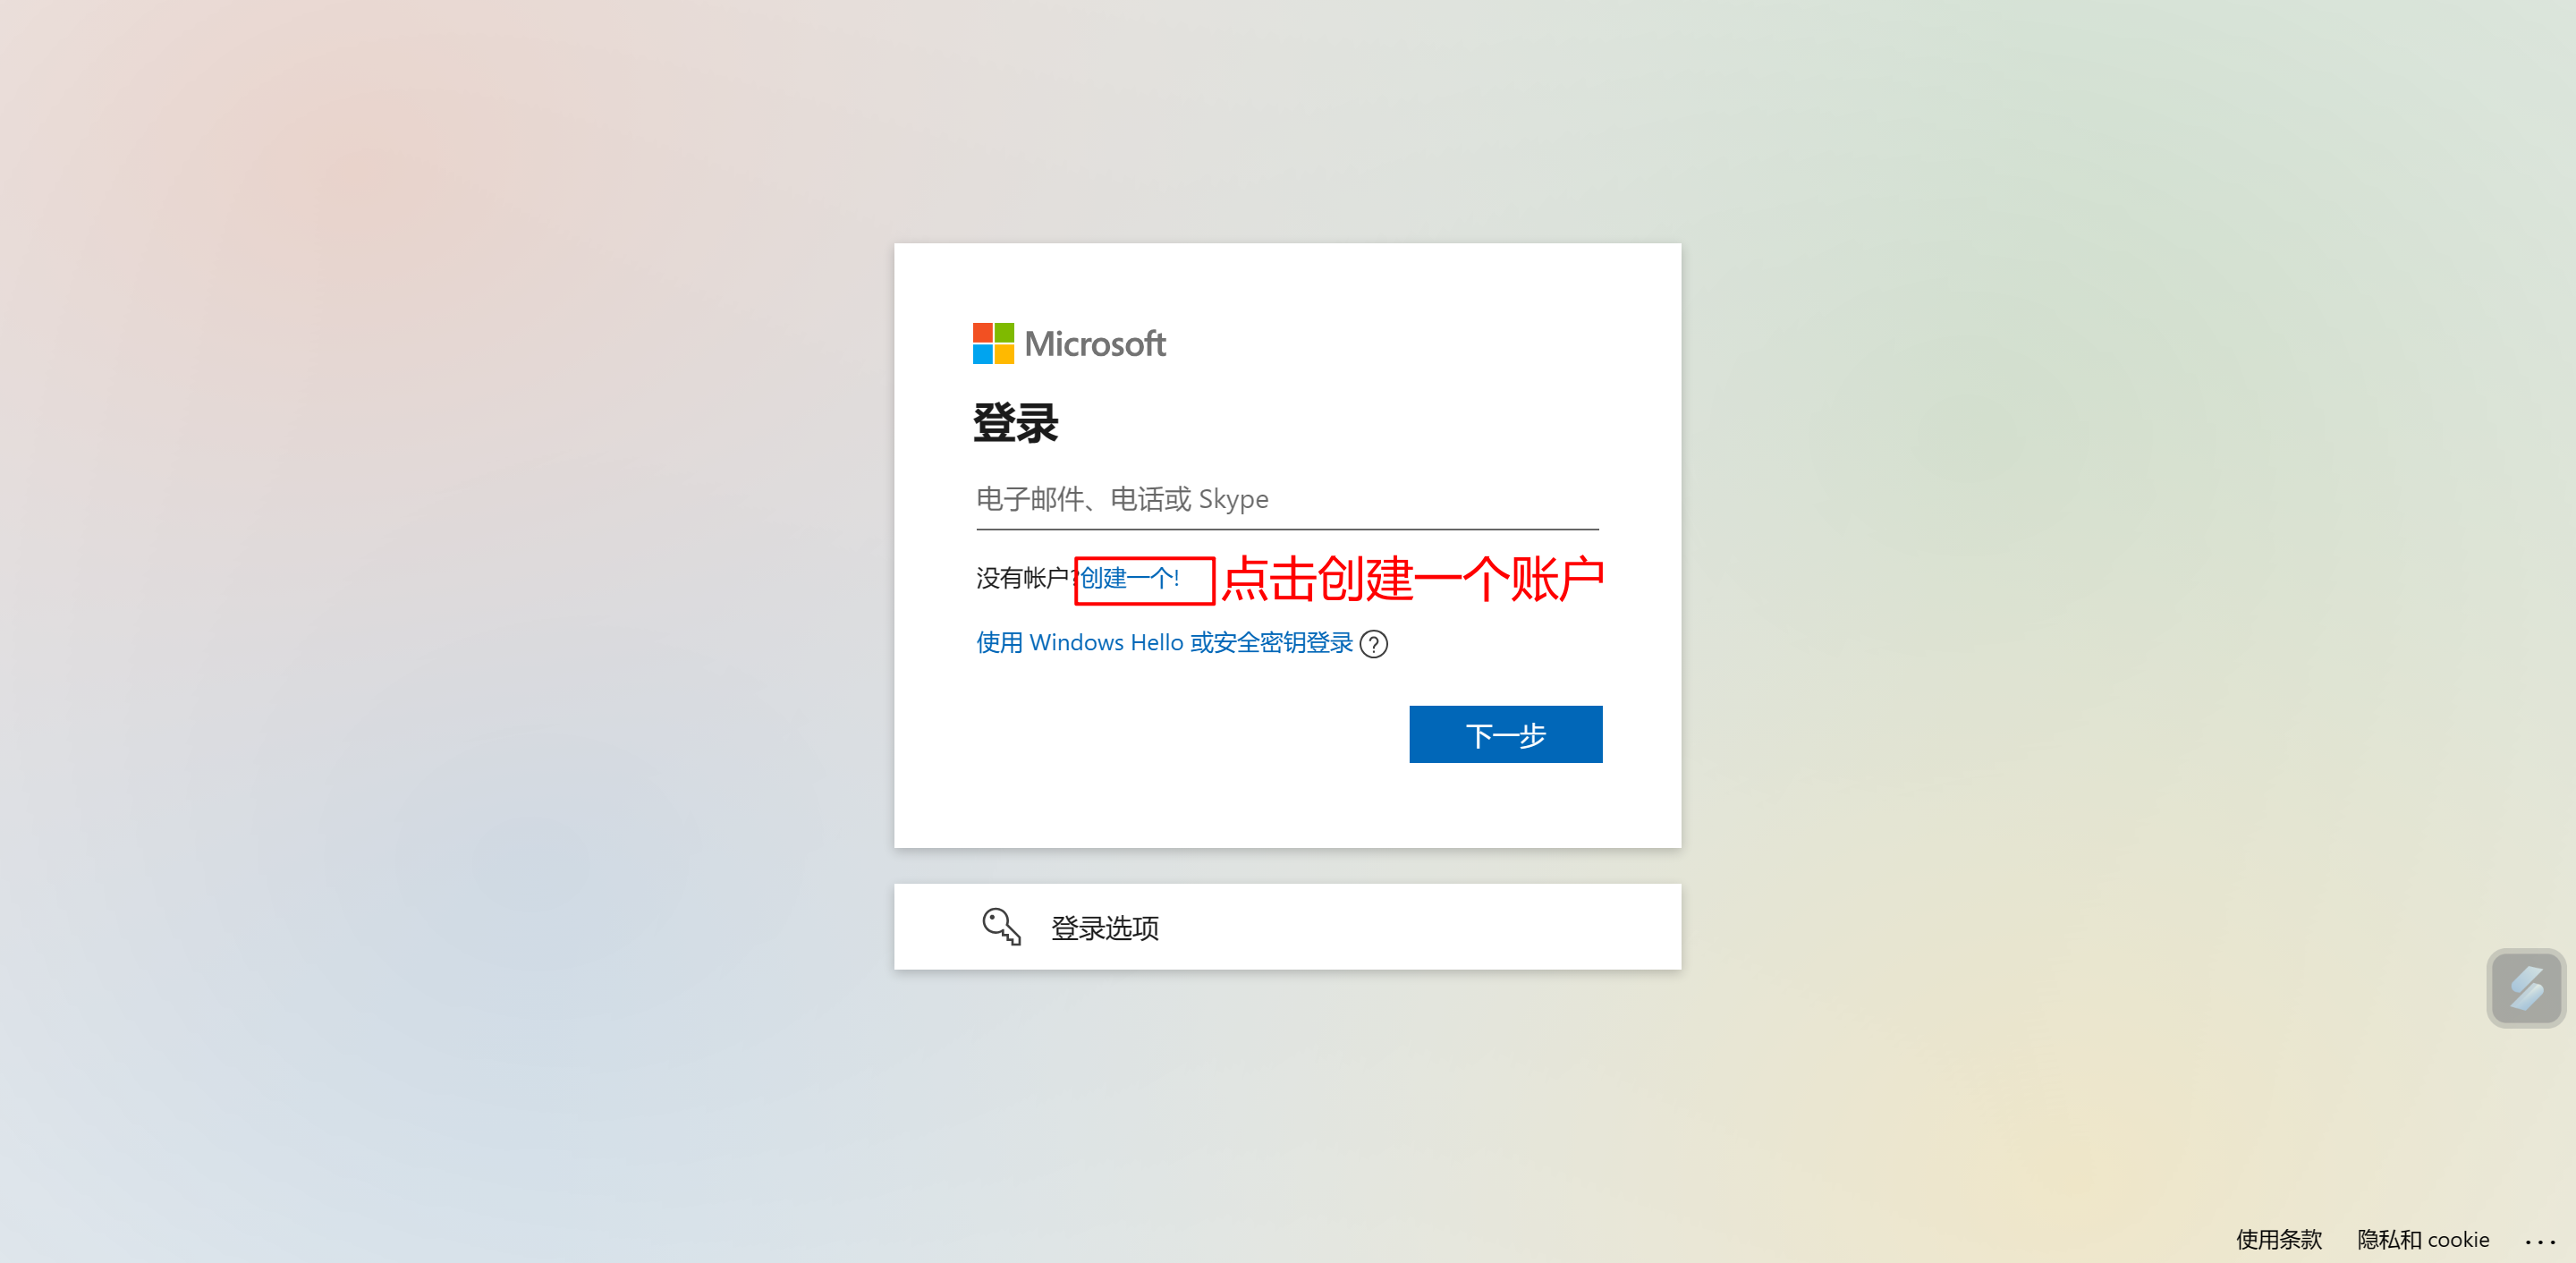 Microsoft
登录
电子邮件、电话或 Skype
没有帐户?创建一个! 点击创建一个账户
使用 Windows Hello 或安全密钥登录 ?
下一步
登录选项
使用条款 隐私和 cookie ...